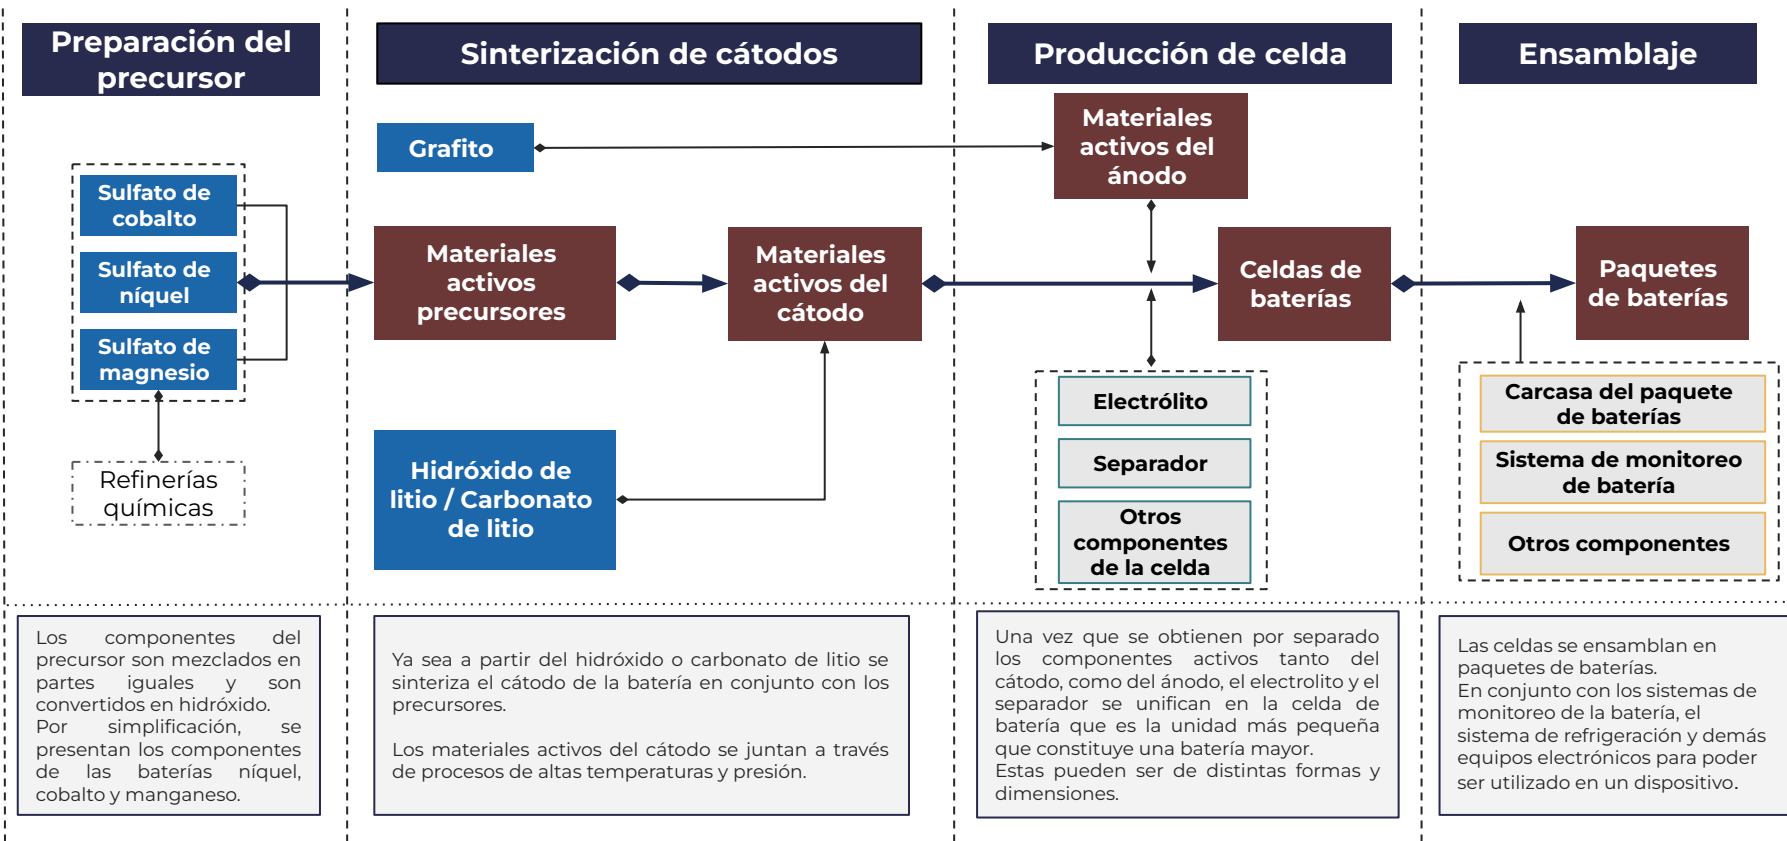 Preparación del
precursor
Sinterización de cátodos
Producción de celda
Ensamblaje
Sulfato de
cobalto
Sulfato de
níquel
Sulfato de
magnesio
Refinerías
químicas
Grafito
Materiales
activos
precursores
Materiales
activos del
cátodo
Hidróxido de
litio / Carbonato
de litio
Materiales
activos del
ánodo
Celdas de
baterías
Electrólito
Separador
Otros
componentes
de la celda
Paquetes
de baterías
Carcasa del paquete
de baterías
Sistema de monitoreo
de batería
Otros componentes
Los componentes del
precursor son mezclados en
partes iguales y son
convertidos en hidróxido.
Por simplificación, se
presentan los componentes
de las baterías níquel,
cobalto y manganeso.
Ya sea a partir del hidróxido o carbonato de litio se
sinteriza el cátodo de la batería en conjunto con los
precursores.
Los materiales activos del cátodo se juntan a través
de procesos de altas temperaturas y presión.
Una vez que se obtienen por separado
los componentes activos tanto del
cátodo, como del ánodo, el electrolito y el
separador se unifican en la celda de
batería que es la unidad más pequeña
que constituye una batería mayor.
Estas pueden ser de distintas formas y
dimensiones.
Las celdas se ensamblan en
paquetes de baterías.
En conjunto con los sistemas de
monitoreo de la batería, el
sistema de refrigeración y demás
equipos electrónicos para poder
ser utilizado en un dispositivo.